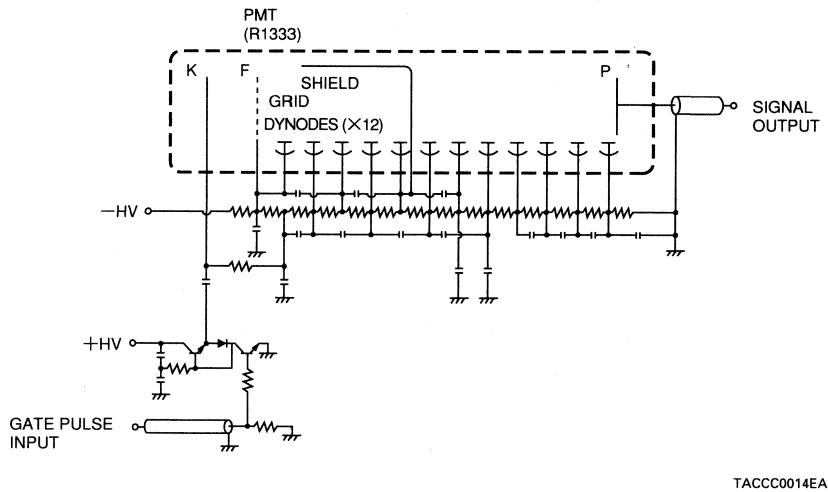 PMT
(R1333)
K
F
P
SHIELD
GRID
DYNODES (×12)
SIGNAL
OUTPUT
−HV
+HV
GATE PULSE
INPUT
TACCC0014EA